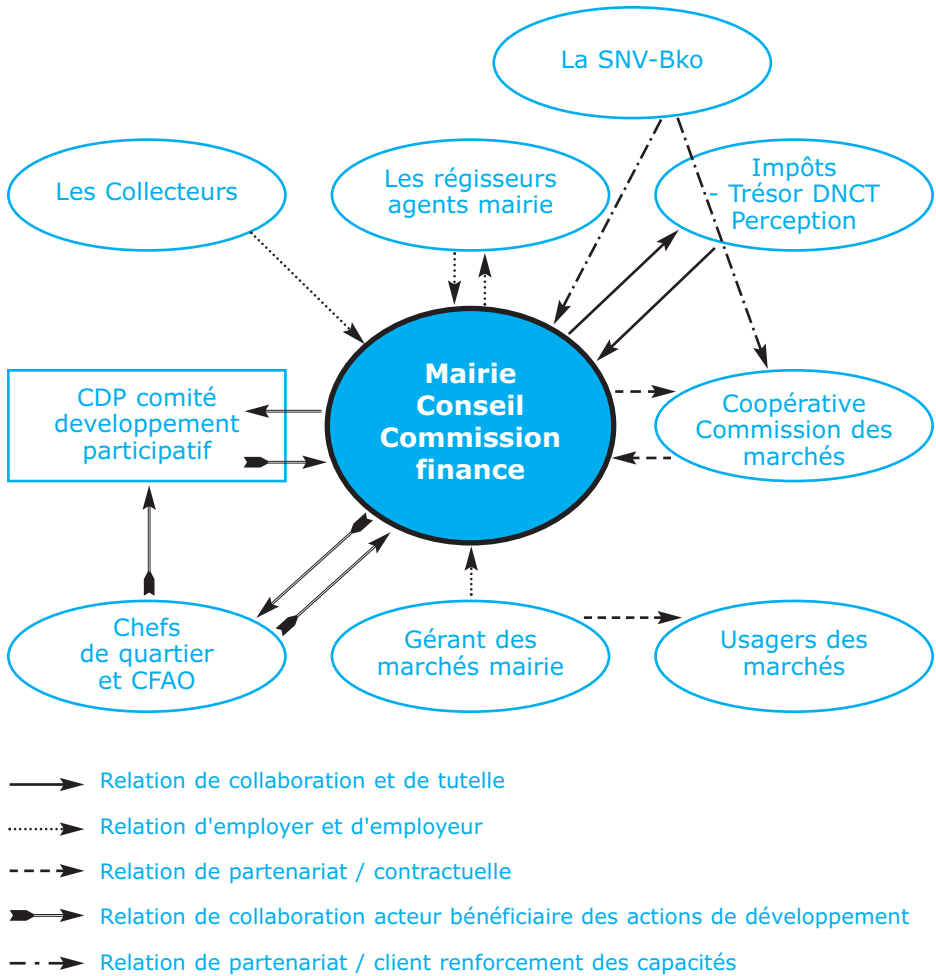 La SNV-Bko
Les Collecteurs
Les régisseurs
agents mairie
Impôts
- Trésor DNCT
Perception
Mairie
Conseil
Commission
finance
CDP comité
developpement
participatif
Coopérative
Commission des
marchés
Chefs
de quartier
et CFAO
Gérant des
marchés mairie
Usagers des
marchés
Relation de collaboration et de tutelle
Relation d'employer et d'employeur
Relation de partenariat / contractuelle
Relation de collaboration acteur bénéficiaire des actions de développement
Relation de partenariat / client renforcement des capacités